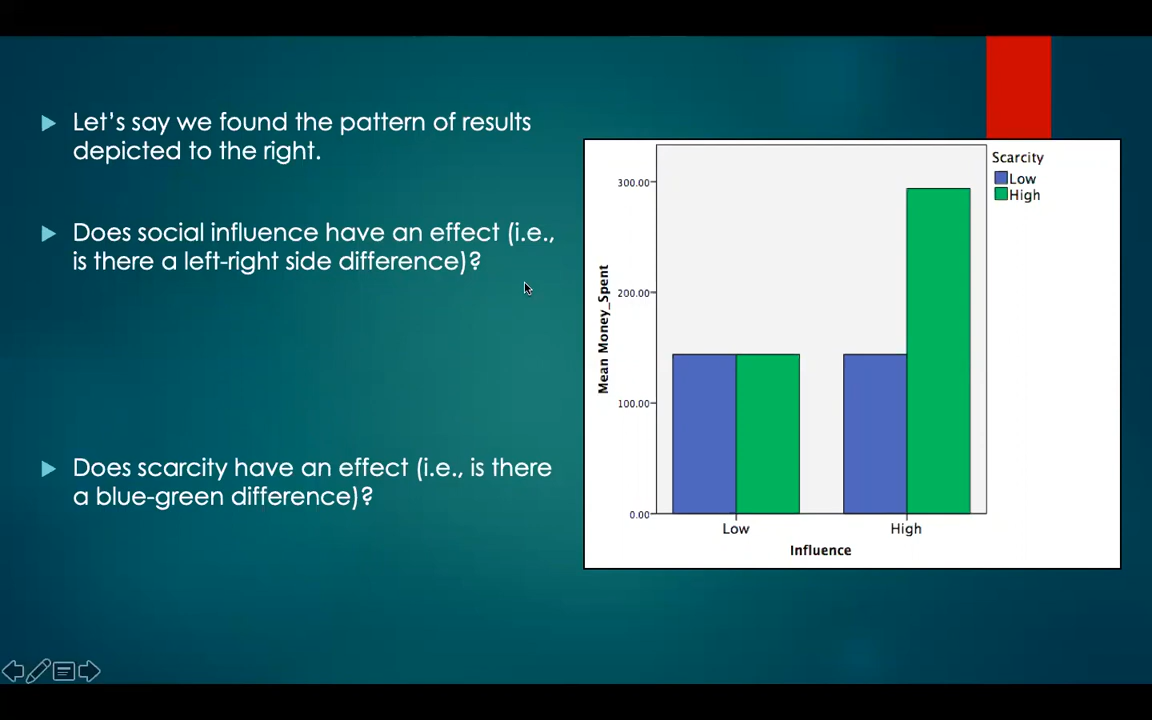 Let's say we found the pattern of results
depicted to the right.
Does social influence have an effect (i.e.,
is there a left-right side difference)?
Does scarcity have an effect (i.e., is there
a blue-green difference)?
Scarcity
Low
High
300.00
200.00
100.00
0.00
Mean Money_Spent
Low
High
Influence